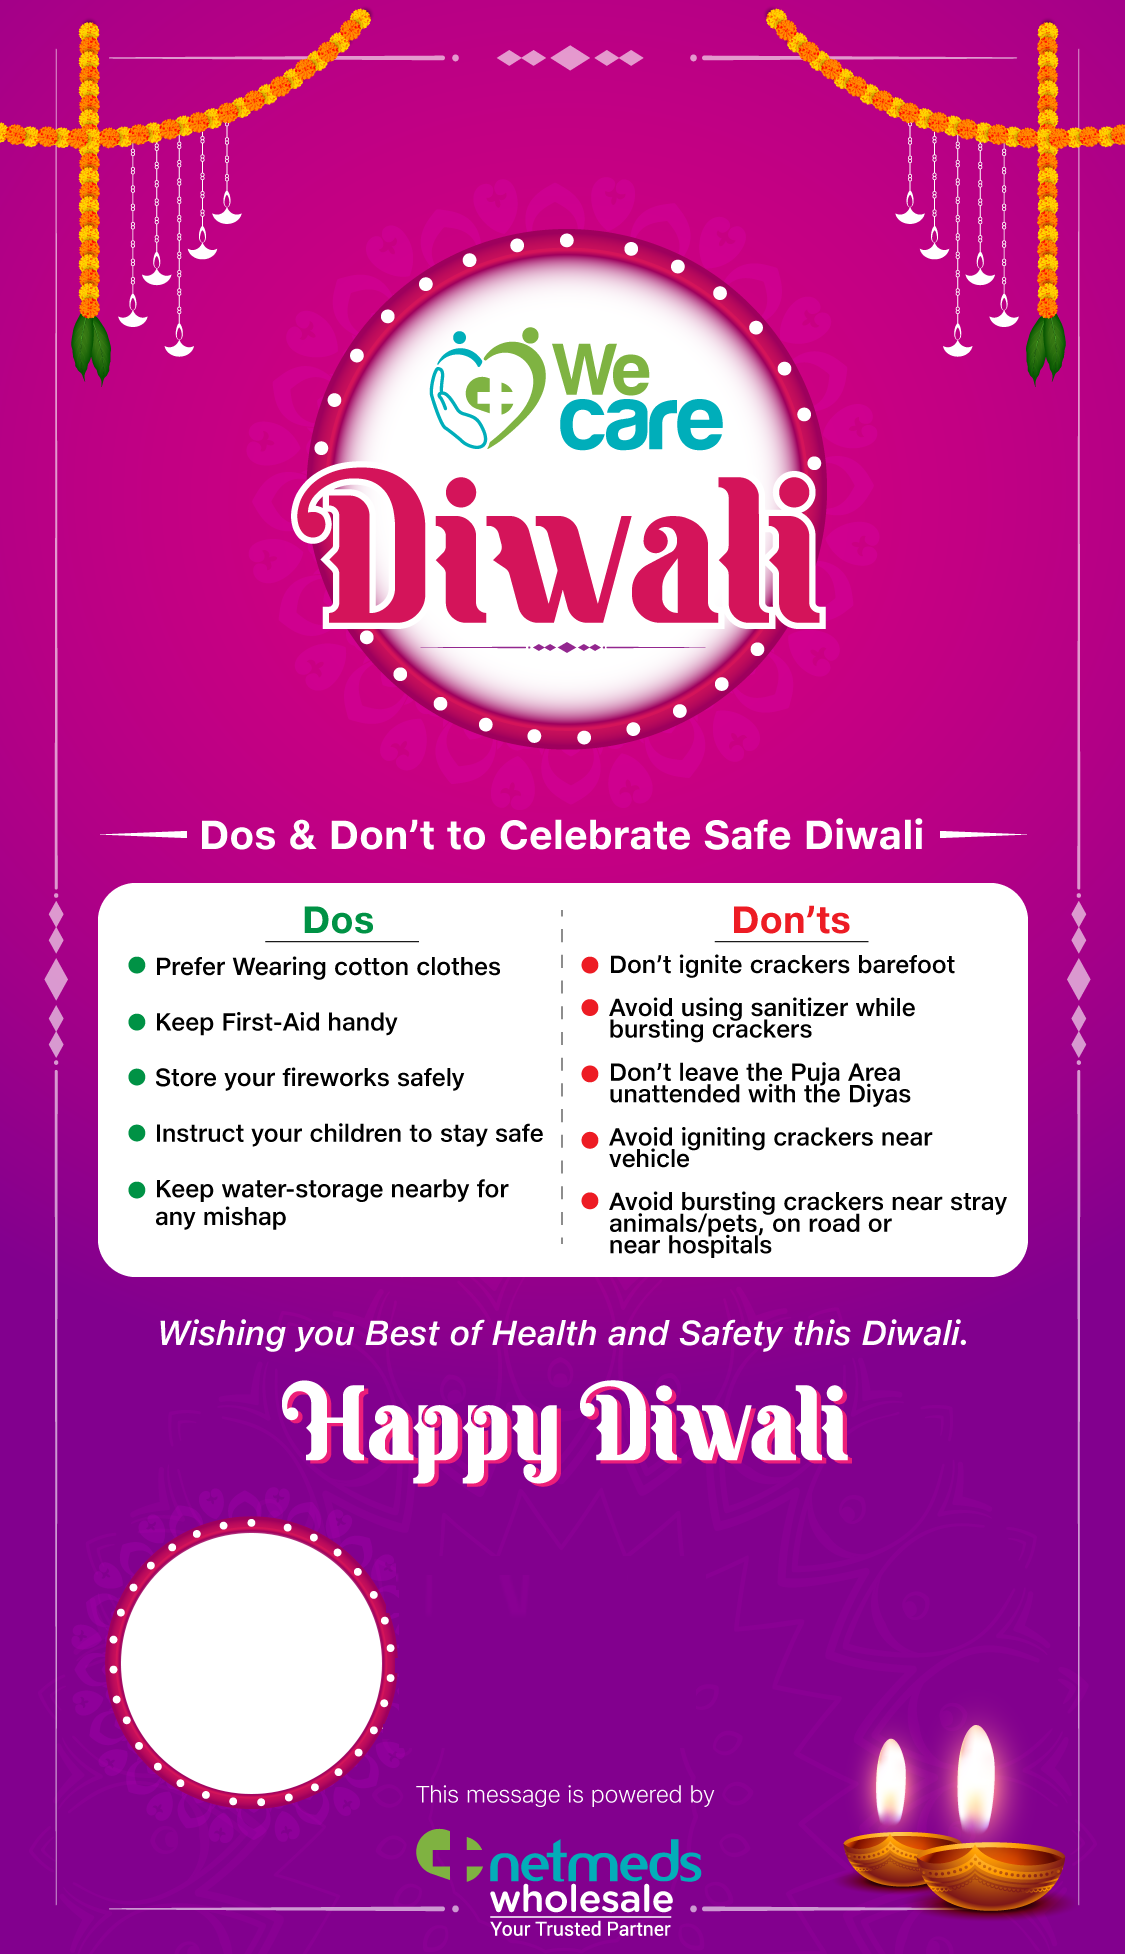 We
care
Diwali
Dos & Don't to Celebrate Safe Diwali
Dos
Prefer Wearing cotton clothes
Keep First-Aid handy
Store your fireworks safely
Instruct your children to stay safe
Keep water-storage nearby for
any mishap
Don'ts
Don't ignite crackers barefoot
Avoid using sanitizer while
bursting crackers
Don't leave the Puja Area
unattended with the Diyas
Avoid igniting crackers near
vehicle
Avoid bursting crackers near stray
animals/pets, on road or
near hospitals
Wishing you Best of Health and Safety this Diwali.
Happy Diwali
This message is powered by
netmeds
wholesale
Your Trusted Partner